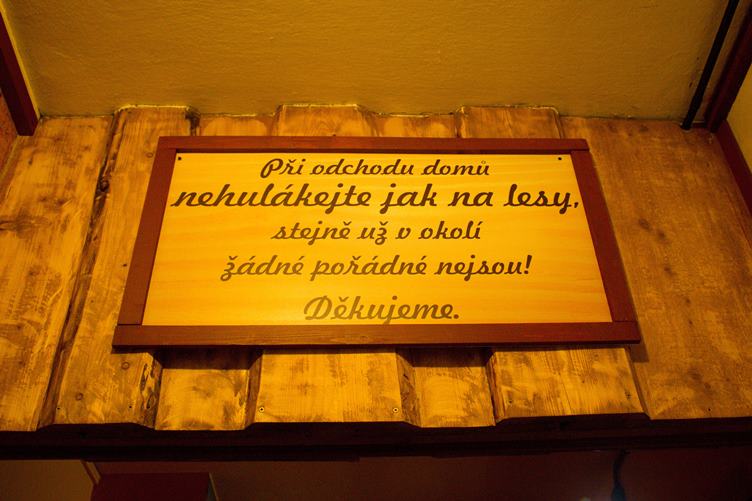 Při odchodu domů
nehulákejte jak na lesy,
stejně už v okolí
žádné pořádné nejsou!
Děkujeme.